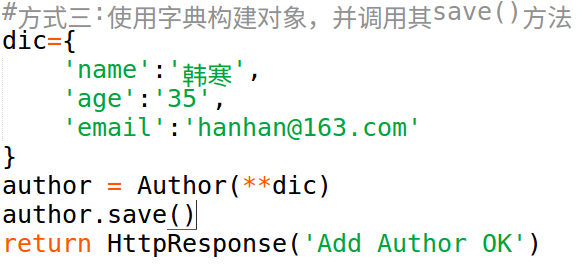 #方式三:使用字典构建对象，并调用其save()方法
dic={
    'name':'韩寒',
    'age':'35',
    'email':'hanhan@163.com'
}
author = Author(**dic)
author.save()
return HttpResponse('Add Author OK')